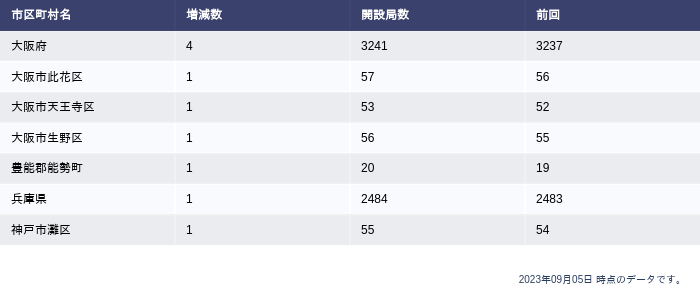 市区町村名 増減数 開設局数 前回
大阪府 4 3241 3237
大阪市此花区 1 57 56
大阪市天王寺区 1 53 52
大阪市生野区 1 56 55
豊能郡能勢町 1 20 19
兵庫県 1 2484 2483
神戸市灘区 1 55 54
2023年09月05日 時点のデータです。